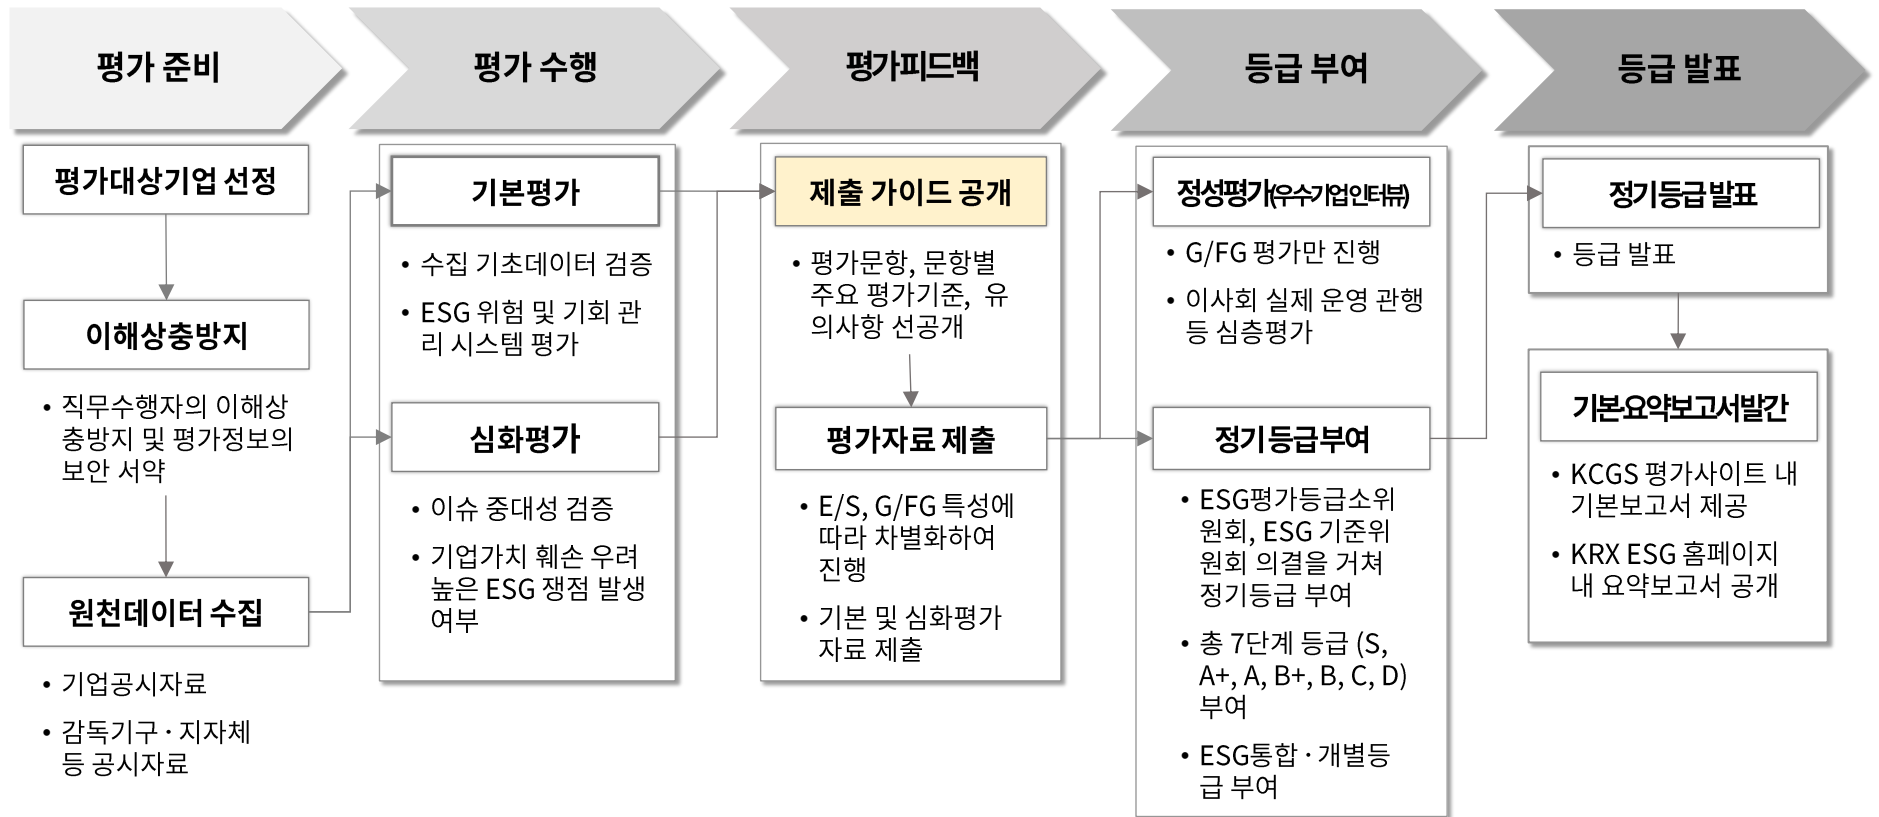 평가 준비
평가 수행
평가피드백
등급 부여
등급 발표
평가대상기업 선정
이해상충방지
• 직무수행자의 이해상
충방지 및 평가정보의
보안 서약
원천데이터 수집
• 기업공시자료
• 감독기구 · 지자체
등 공시자료
기본평가
• 수집 기초데이터 검증
• ESG 위험 및 기회 관
리 시스템 평가
심화평가
• 이슈 중대성 검증
• 기업가치 훼손 우려
높은 ESG 쟁점 발생
여부
제출 가이드 공개
• 평가문항, 문항별
주요 평가기준, 유
의사항 선공개
평가자료 제출
• E/S, G/FG 특성에
따라 차별화하여
진행
• 기본 및 심화평가
자료 제출
정성평가(우수기업 인터뷰)
• G/FG 평가만 진행
• 이사회 실제 운영 관행
등 심층평가
정기 등급부여
• ESG평가등급소위
원회, ESG 기준위
원회 의결을 거쳐
정기등급 부여
• 총 7단계 등급 (S,
A+, A, B+, B, C, D)
부여
• ESG통합 · 개별등
급 부여
정기등급 발표
• 등급 발표
기본·요약보고서 발간
• KCGS 평가사이트 내
기본보고서 제공
• KRX ESG 홈페이지
내 요약보고서 공개